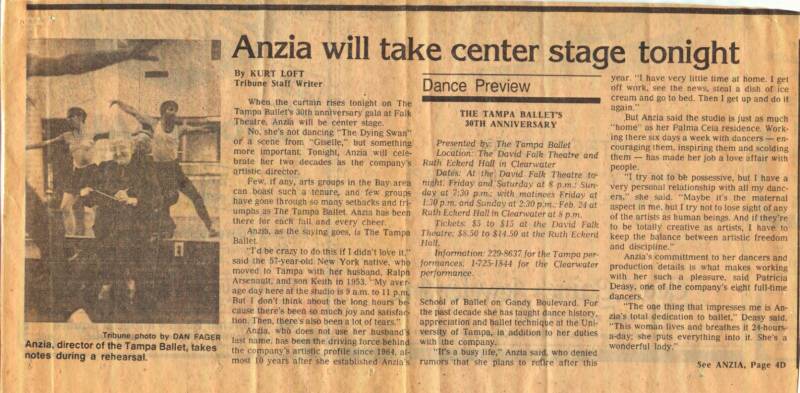 Anzia will take center stage tonight
Tribune photo by DAN FAGER
Anzia, director of the Tampa Ballet, takes
notes during a rehearsal.
By KURT LOFT
Tribune Staff Writer
When the curtain rises tonight on The
Tampa Ballet's 30th anniversary gala at Falk
Theatre, Anzia will be center stage.
No, she's not dancing "The Dying Swan"
or a scene from "Giselle," but something
more important. Tonight, Anzia will cele-
brate her two decades as the company's
artistic director.
Few, if any, arts groups in the Bay area
can boast such a tenure, and few groups
have gone through so many setbacks and tri-
umphs as The Tampa Ballet. Anzia has been
there for each fall and every cheer.
Anzia, as the saying goes, is The Tampa
Ballet.
"I'd be crazy to do this if I didn't love it,"
said the 57-year-old New York native, who
moved to Tampa with her husband, Ralph
Arsenault, and son Keith in 1953. "My aver-
age day here at the studio is 9 a.m. to 11 p.m.
But I don't think about the long hours be-
cause there's been so much joy and satisfac-
tion. Then, there's also been a lot of tears."
Anzia, who does not use her husband's
last name, has been the driving force behind
the company's artistic profile since 1964, al-
most 10 years after she established Anzia's
Dance Preview
THE TAMPA BALLET'S
30TH ANNIVERSARY
Presented by: The Tampa Ballet
Location: The David Falk Theatre and
Ruth Eckerd Hall in Clearwater
Dates: At the David Falk Theatre to-
night, Friday and Saturday at 8 p.m.; Sun-
day at 7:30 p.m., with matinees Friday at
1:30 p.m. and Sunday at 2:30 p.m.; Feb. 24 at
Ruth Eckerd Hall in Clearwater at 8 p.m.
Tickets: $5 to $15 at the David Falk
Theatre; $8.50 to $14.50 at the Ruth Eckerd
Hall.
Information: 229-8637 for the Tampa per-
formances; 1-725-1844 for the Clearwater
performance.
School of Ballet on Gandy Boulevard. For
the past decade she has taught dance history,
appreciation and ballet technique at the Uni-
versity of Tampa, in addition to her duties
with the company.
"It's a busy life," Anzia said, who denied
rumors that she plans to retire after this
year. "I have very little time at home. I get
off work, see the news, steal a dish of ice
cream and go to bed. Then I get up and do it
again."
But Anzia said the studio is just as much
"home" as her Palma Ceia residence. Work-
ing there six days a week with dancers — en-
couraging them, inspiring them and scolding
them — has made her job a love affair with
people.
"I try not to be possessive, but I have a
very personal relationship with all my danc-
ers," she said. "Maybe it's the maternal
aspect in me, but I try not to lose sight of any
of the artists as human beings. And if they're
to be totally creative as artists, I have to
keep the balance between artistic freedom
and discipline."
Anzia's commitment to her dancers and
production details is what makes working
with her such a pleasure, said Patricia
Deasy, one of the company's eight full-time
dancers.
"The one thing that impresses me is An-
zia's total dedication to ballet," Deasy said.
"This woman lives and breathes it 24-hours-
a-day; she puts everything into it. She's a
wonderful lady."
See ANZIA, Page 4D